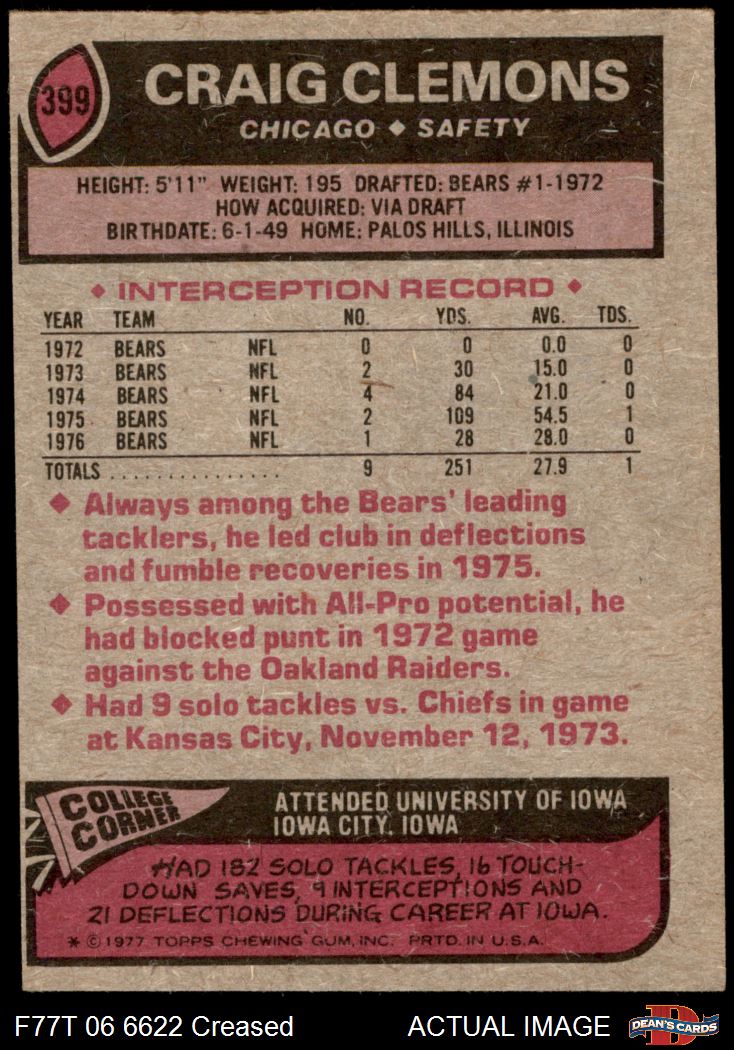 399
CRAIG CLEMONS
CHICAGO ◆ SAFETY
HEIGHT: 5'11" WEIGHT: 195 DRAFTED: BEARS #1-1972
HOW ACQUIRED: VIA DRAFT
BIRTHDATE: 6-1-49 HOME: PALOS HILLS, ILLINOIS
◆ INTERCEPTION RECORD ◆
YEAR TEAM NO. YDS. AVG. TDS.
1972 BEARS NFL 0 0 0.0 0
1973 BEARS NFL 2 30 15.0 0
1974 BEARS NFL 4 84 21.0 0
1975 BEARS NFL 2 109 54.5 1
1976 BEARS NFL 1 28 28.0 0
TOTALS ................ 9 251 27.9 1
◆ Always among the Bears' leading
tacklers, he led club in deflections
and fumble recoveries in 1975.
◆ Possessed with All-Pro potential, he
had blocked punt in 1972 game
against the Oakland Raiders.
◆ Had 9 solo tackles vs. Chiefs in game
at Kansas City, November 12, 1973.
COLLEGE
CORNER
ATTENDED UNIVERSITY OF IOWA
IOWA CITY, IOWA
HAD 182 SOLO TACKLES, 16 TOUCH-
DOWN SAVES, 9 INTERCEPTIONS AND
21 DEFLECTIONS DURING CAREER AT IOWA.
* © 1977 TOPPS CHEWING GUM, INC. PRTD. IN U.S.A.
F77T 06 6622 Creased ACTUAL IMAGE
D
DEAN'S CARDS